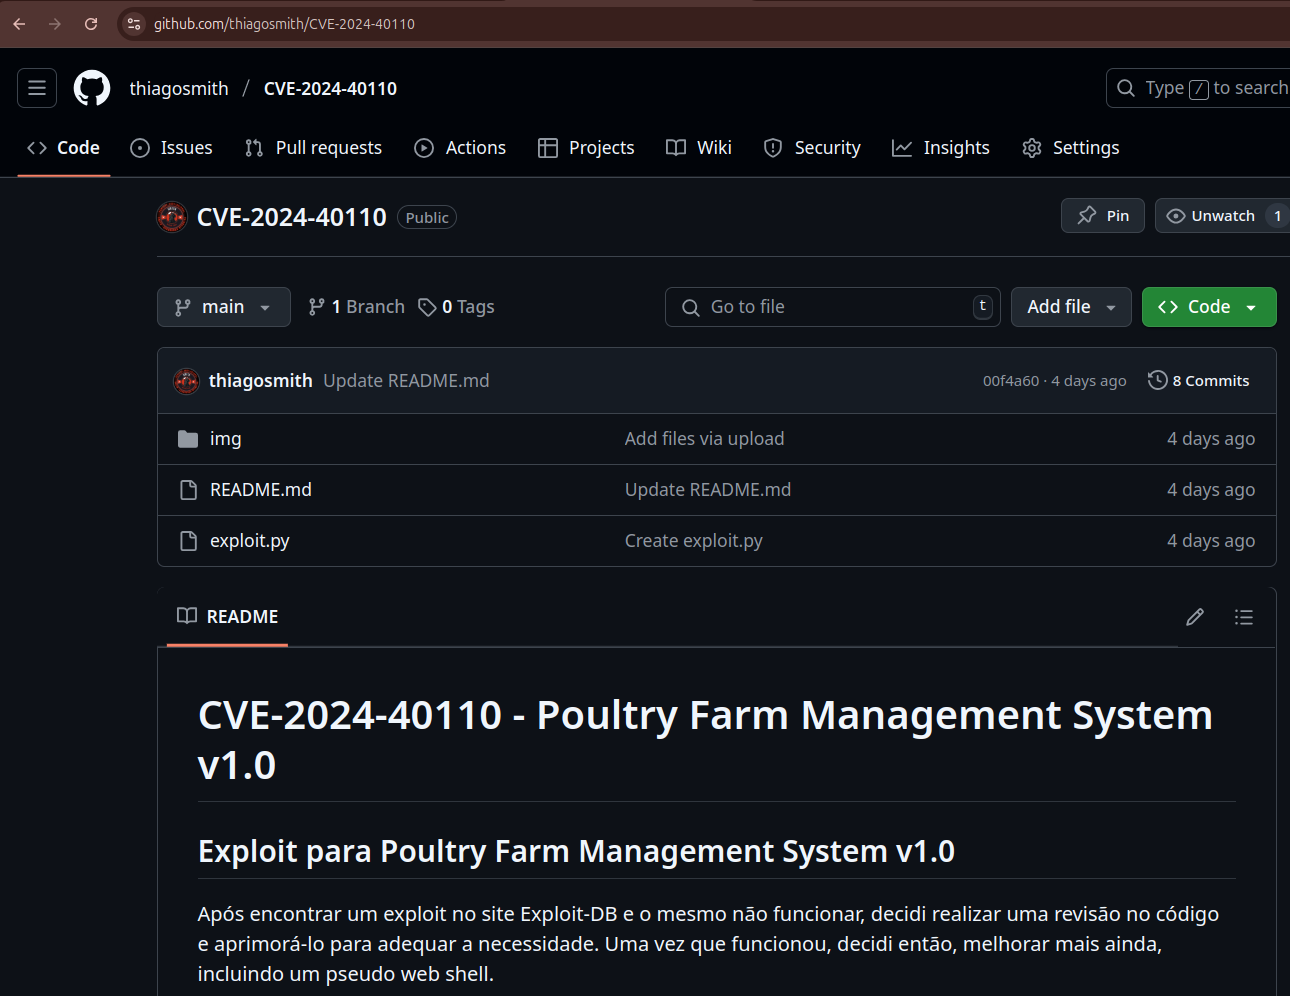 github.com/thiagosmith/CVE-2024-40110
thiagosmith / CVE-2024-40110
Type / to search
Code Issues Pull requests Actions Projects Wiki Security Insights Settings
CVE-2024-40110 Public Pin Unwatch 1
main 1 Branch 0 Tags Go to file t Add file Code
thiagosmith Update README.md 00f4a60 · 4 days ago 8 Commits
img Add files via upload 4 days ago
README.md Update README.md 4 days ago
exploit.py Create exploit.py 4 days ago
README
CVE-2024-40110 - Poultry Farm Management System
v1.0
Exploit para Poultry Farm Management System v1.0
Após encontrar um exploit no site Exploit-DB e o mesmo não funcionar, decidi realizar uma revisão no código
e aprimorá-lo para adequar a necessidade. Uma vez que funcionou, decidi então, melhorar mais ainda,
incluindo um pseudo web shell.